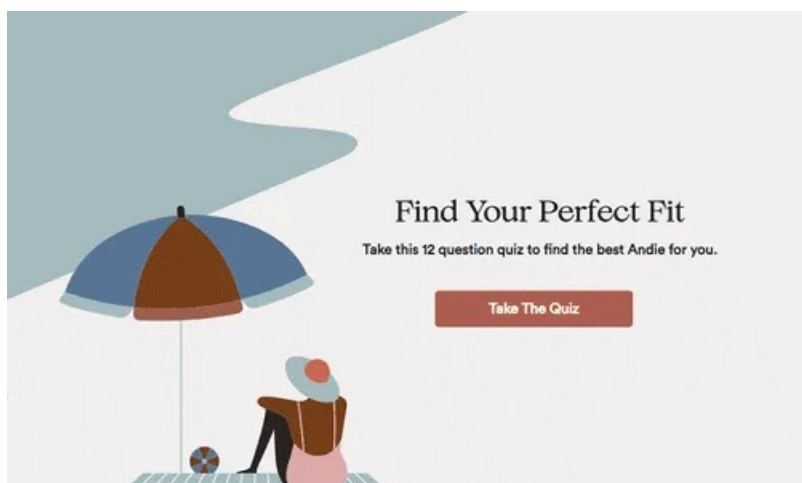 Find Your Perfect Fit
Take this 12 question quiz to find the best Andie for you.
Take The Quiz